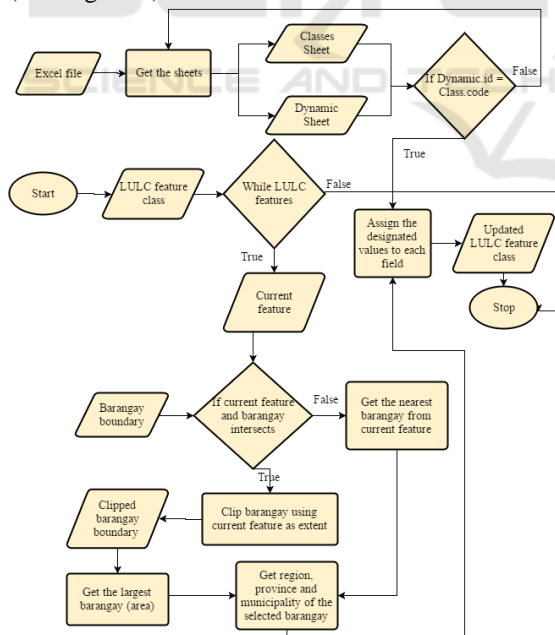 SCIENCE AND TECH
Excel file
Get the sheets
Classes
Sheet
Dynamic
Sheet
If Dynamic.id =
Class.code
False
True
Start
LULC feature
class
While LULC
features
False
True
Assign the
designated
values to each
field
Updated
LULC feature
class
Stop
Current
feature
Barangay
boundary
If current feature
and barangay
intersects
False
True
Get the nearest
barangay from
current feature
Clipped
barangay
boundary
Clip barangay using
current feature as extent
Get the largest
barangay (area)
Get region,
province and
municipality of the
selected barangay